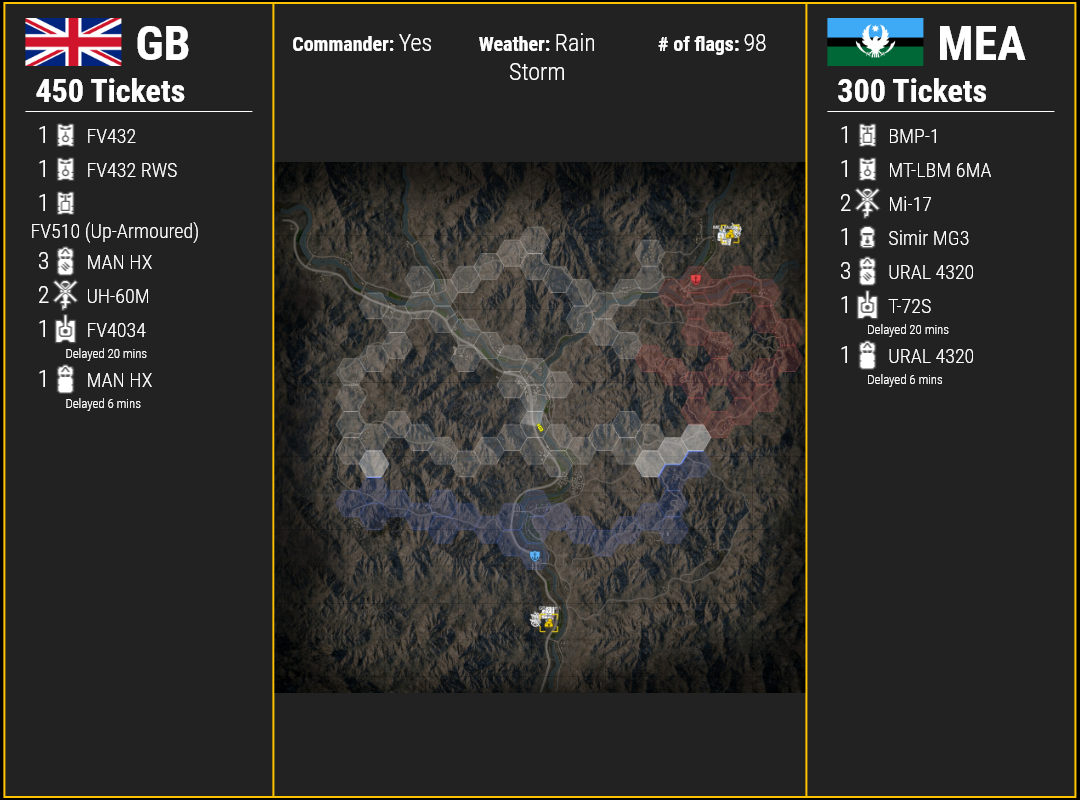 GB
450 Tickets
1 FV432
1 FV432 RWS
1
FV510 (Up-Armoured)
3 MAN HX
2 UH-60M
1 FV4034
Delayed 20 mins
1 MAN HX
Delayed 6 mins
Commander: Yes
Weather: Rain
Storm
# of flags: 98
MEA
300 Tickets
1 BMP-1
1 MT-LBM 6MA
2 Mi-17
1 Simir MG3
3 URAL 4320
1 T-72S
Delayed 20 mins
1 URAL 4320
Delayed 6 mins